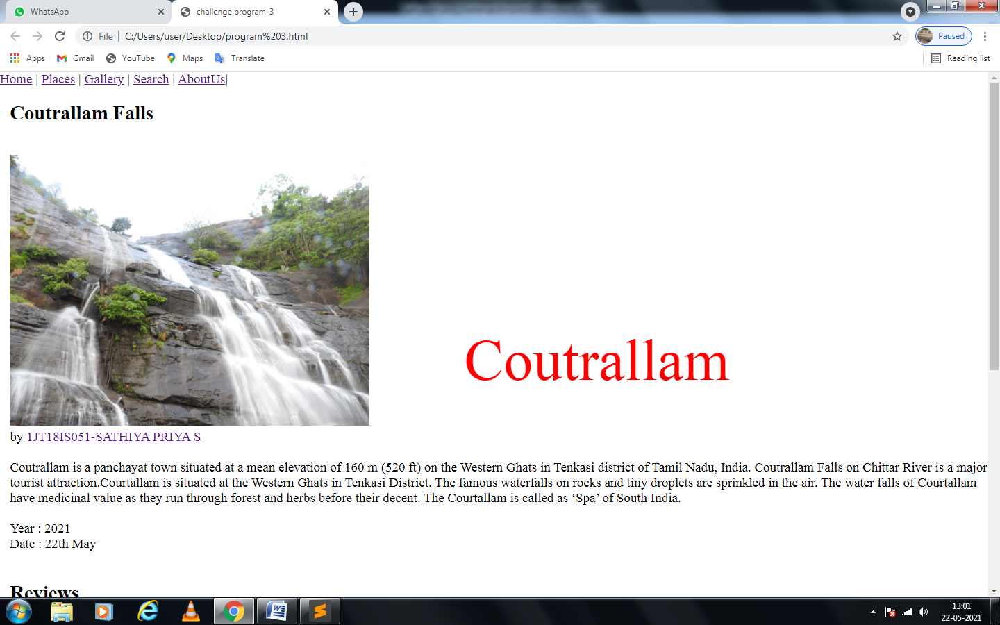 WhatsApp
challenge program-3
File
C:/Users/user/Desktop/program%203.html
Paused
Apps
Gmail
YouTube
Maps
Translate
Reading list
Home | Places | Gallery | Search | AboutUs|
Coutrallam Falls
Coutrallam
by 1JT18IS051-SATHIYA PRIYA S
Coutrallam is a panchayat town situated at a mean elevation of 160 m (520 ft) on the Western Ghats in Tenkasi district of Tamil Nadu, India. Coutrallam Falls on Chittar River is a major
tourist attraction.Courtallam is situated at the Western Ghats in Tenkasi District. The famous waterfalls on rocks and tiny droplets are sprinkled in the air. The water falls of Courtallam
have medicinal value as they run through forest and herbs before their decent. The Courtallam is called as ‘Spa’ of South India.
Year : 2021
Date : 22th May
Reviews
13:01
22-05-2021